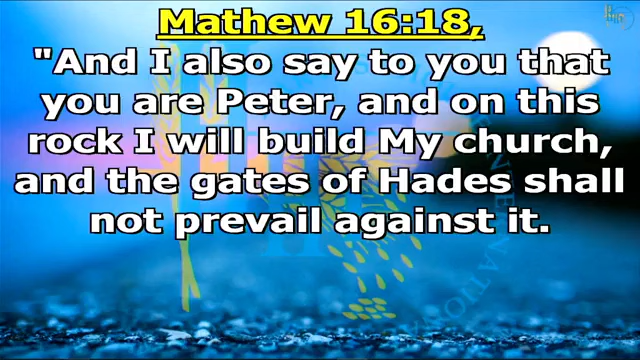 Mathew 16:18,
"And I also say to you that
you are Peter, and on this
rock I will build My church,
and the gates of Hades shall
not prevail against it.